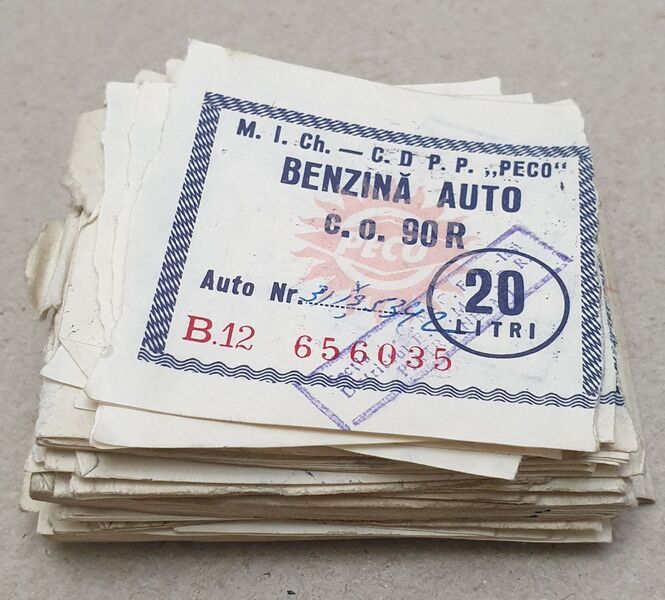 M. I. Ch. — C. D P. P. „PECO“
BENZINĂ AUTO
C. O. 90 R
PECO
Auto Nr.
20
LITRI
B.12 656035